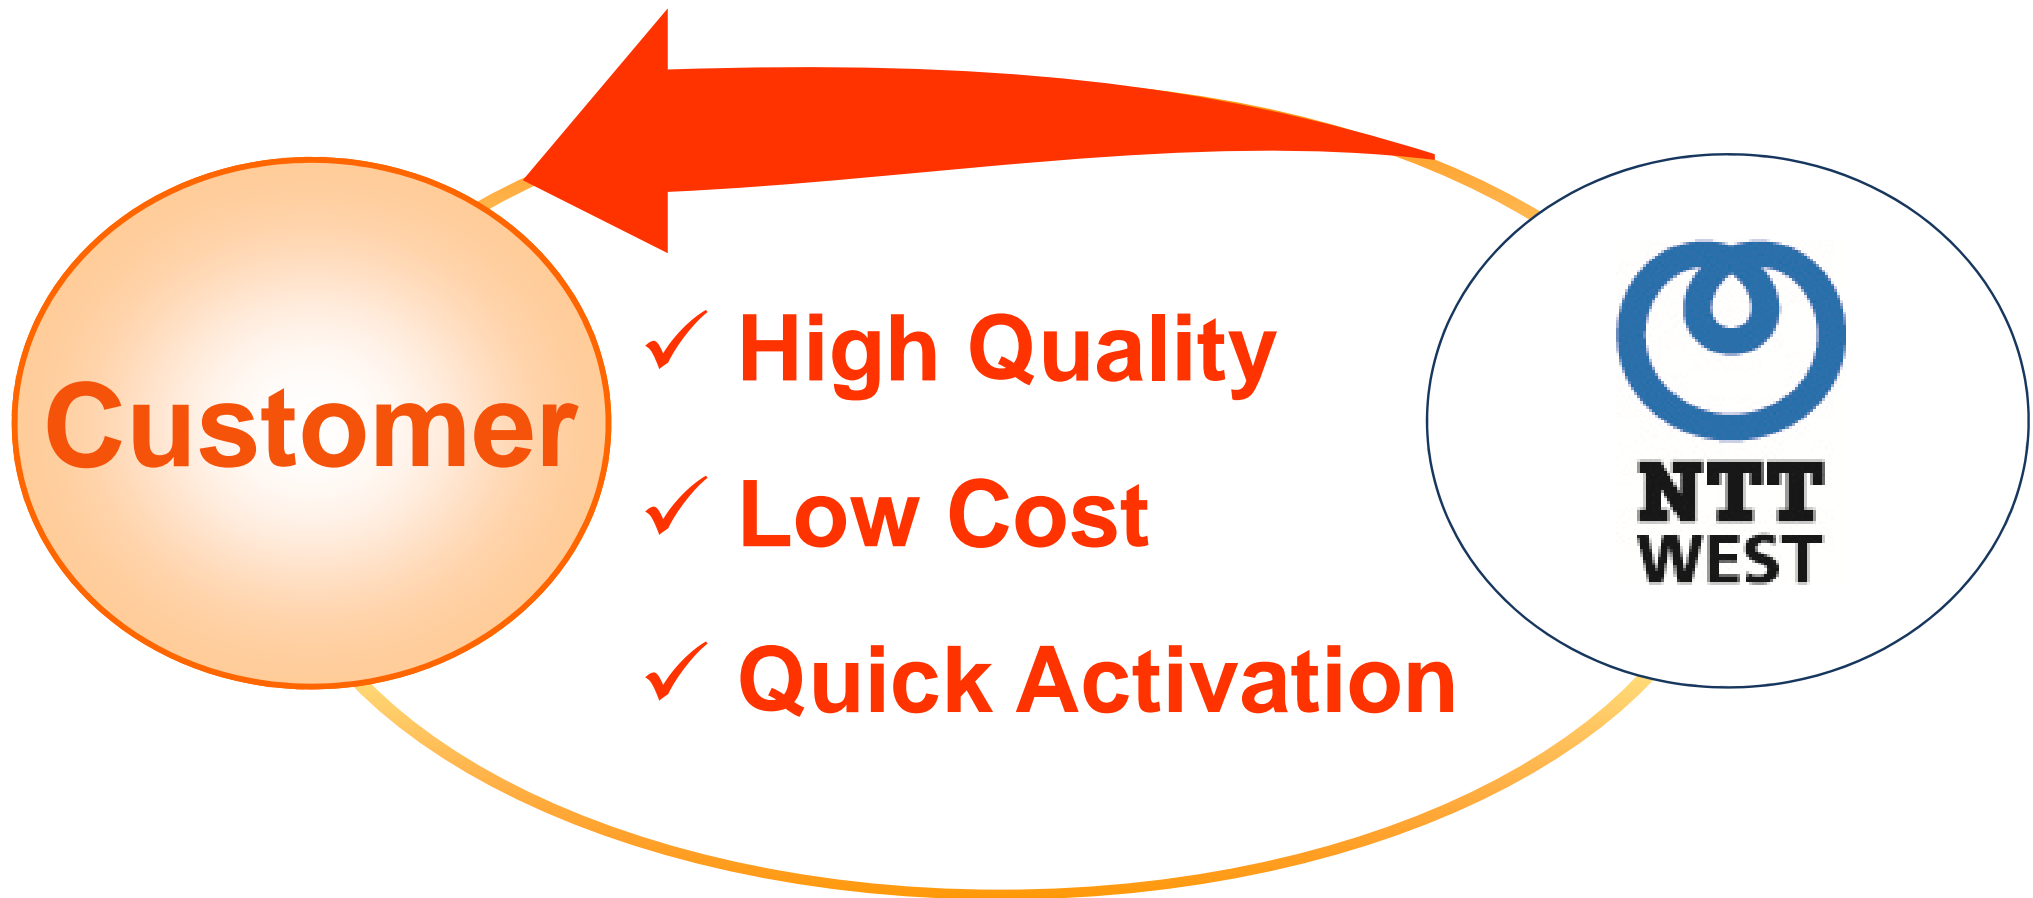 Customer
✓ High Quality
✓ Low Cost
✓ Quick Activation
NTT
WEST